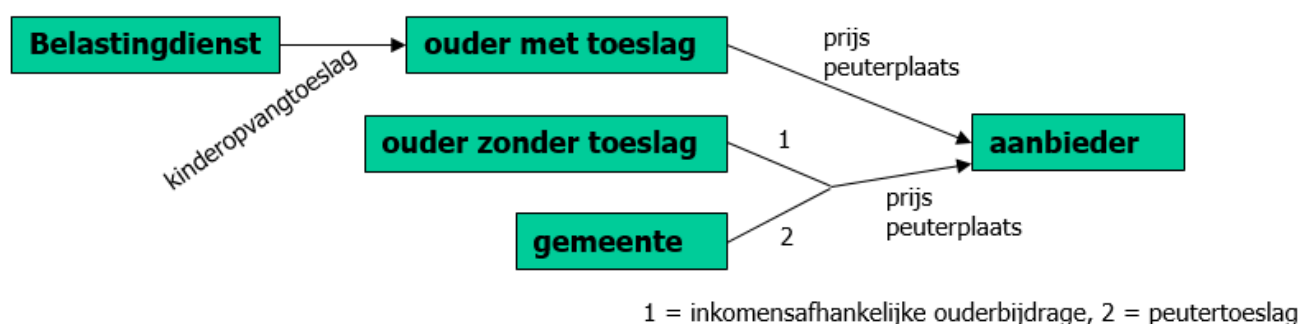 Belastingdienst
kinderopvangtoeslag
ouder met toeslag
prijs
peuterplaats
ouder zonder toeslag
1
aanbieder
prijs
peuterplaats
gemeente
2
1 = inkomensafhankelijke ouderbijdrage, 2 = peutertoeslag